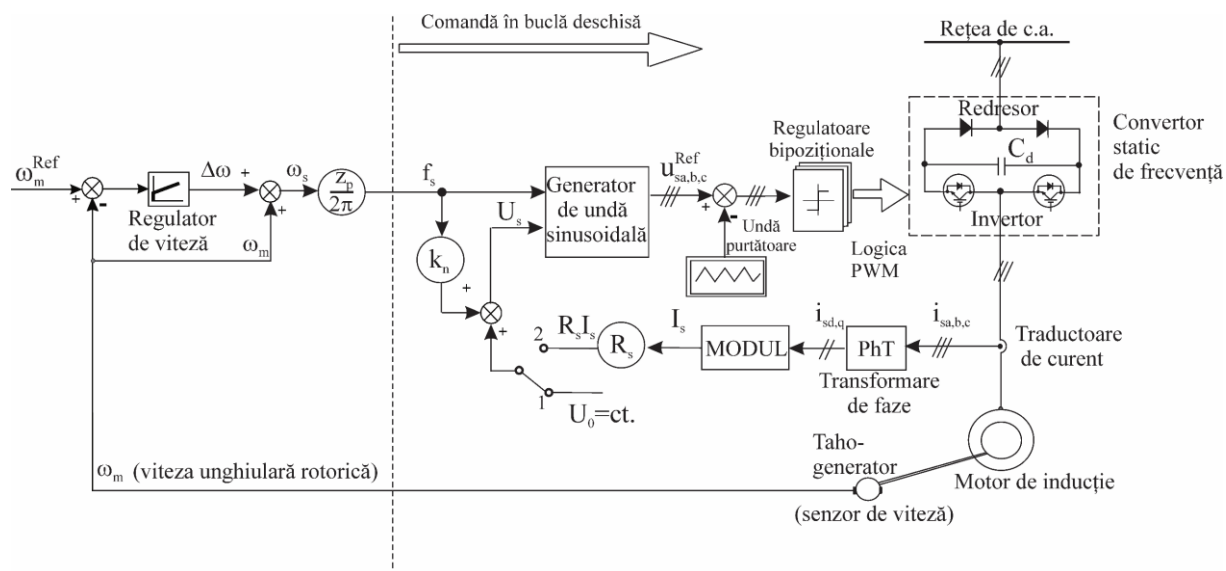 Comandă în buclă deschisă
Rețea de c.a.
Redresor
C_d
Invertor
Convertor
static
de frecvență
ω_m^Ref
+
-
Regulator
de viteză
Δω
+
+
ω_m
ω_s
z_p
2π
f_s
k_n
U_s
+
+
Generator
de undă
sinusoidală
u_sa,b,c^Ref
+
-
Undă
purtătoare
Regulatoare
bipoziționale
Logica
PWM
2
R_sI_s
R_s
I_s
MODUL
i_sd,q
PhT
i_sa,b,c
Transformare
de faze
Traductoare
de curent
1
U_0=ct.
Taho-
generator
(senzor de viteză)
Motor de inducție
ω_m (viteza unghiulară rotorică)